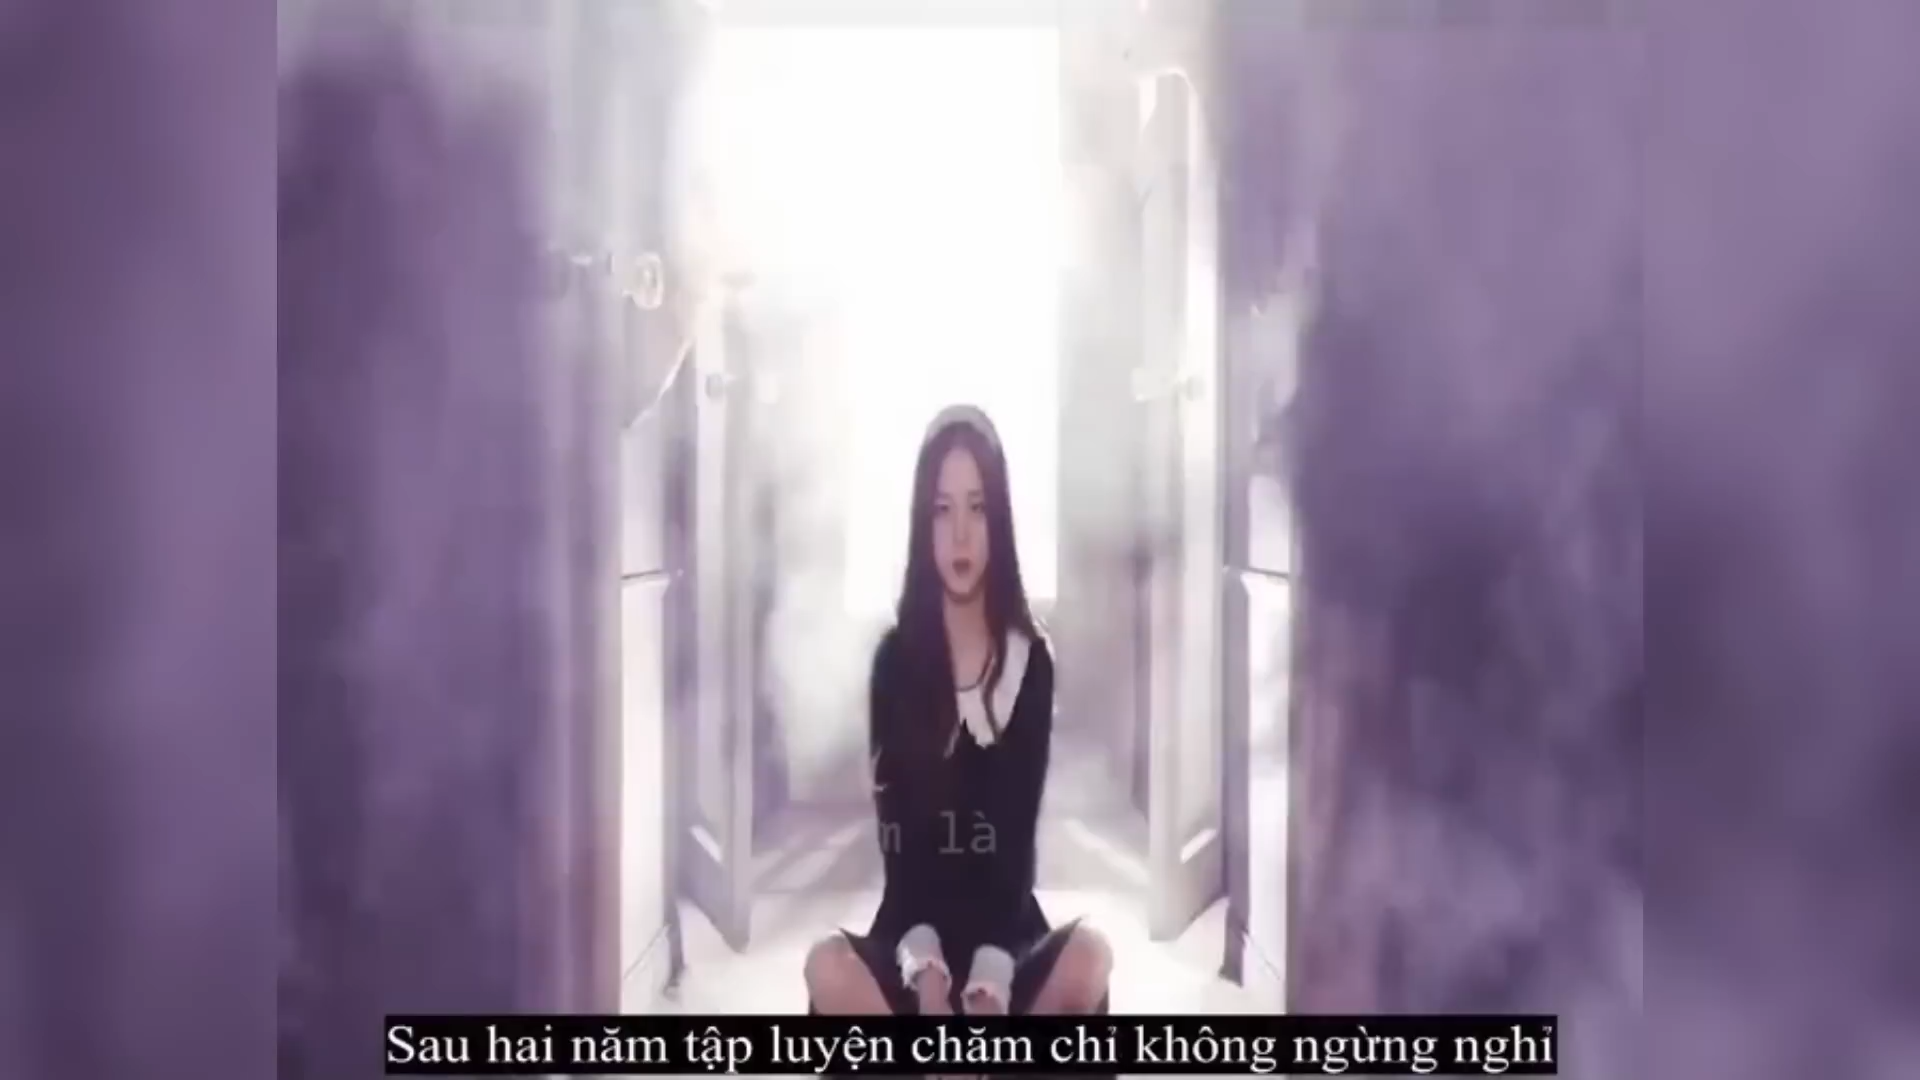 m là
Sau hai năm tập luyện chăm chỉ không ngừng nghỉ